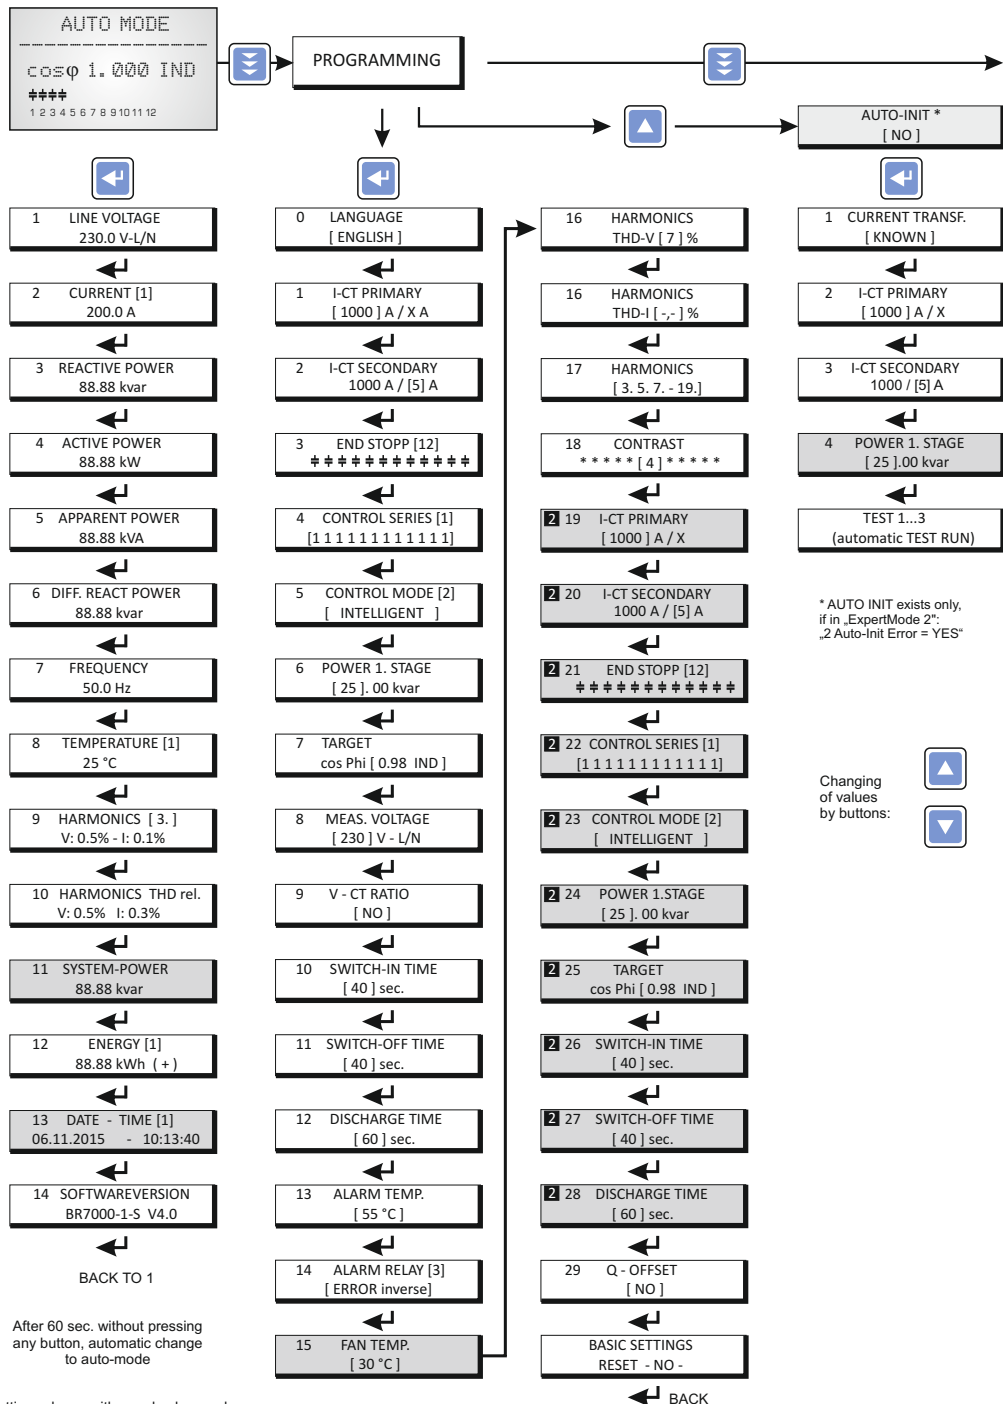 AUTO MODE
cosφ 1.000 IND
1 2 3 4 5 6 7 8 9 10 11 12
PROGRAMMING
AUTO-INIT *
[ NO ]
1 LINE VOLTAGE
230.0 V-L/N
2 CURRENT [1]
200.0 A
3 REACTIVE POWER
88.88 kvar
4 ACTIVE POWER
88.88 kW
5 APPARENT POWER
88.88 kVA
6 DIFF. REACT POWER
88.88 kvar
7 FREQUENCY
50.0 Hz
8 TEMPERATURE [1]
25 °C
9 HARMONICS [ 3. ]
V: 0.5% - I: 0.1%
10 HARMONICS THD rel.
V: 0.5% I: 0.3%
11 SYSTEM-POWER
88.88 kvar
12 ENERGY [1]
88.88 kWh ( + )
13 DATE - TIME [1]
06.11.2015 - 10:13:40
14 SOFTWAREVERSION
BR7000-1-S V4.0
BACK TO 1
After 60 sec. without pressing
any button, automatic change
to auto-mode
0 LANGUAGE
[ ENGLISH ]
1 I-CT PRIMARY
[ 1000 ] A / X A
2 I-CT SECONDARY
1000 A / [5] A
3 END STOPP [12]
4 CONTROL SERIES [1]
[1 1 1 1 1 1 1 1 1 1 1 1]
5 CONTROL MODE [2]
[ INTELLIGENT ]
6 POWER 1. STAGE
[ 25 ]. 00 kvar
7 TARGET
cos Phi [ 0.98 IND ]
8 MEAS. VOLTAGE
[ 230 ] V - L/N
9 V - CT RATIO
[ NO ]
10 SWITCH-IN TIME
[ 40 ] sec.
11 SWITCH-OFF TIME
[ 40 ] sec.
12 DISCHARGE TIME
[ 60 ] sec.
13 ALARM TEMP.
[ 55 °C ]
14 ALARM RELAY [3]
[ ERROR inverse]
15 FAN TEMP.
[ 30 °C ]
16 HARMONICS
THD-V [ 7 ] %
16 HARMONICS
THD-I [ -,- ] %
17 HARMONICS
[ 3. 5. 7. - 19.]
18 CONTRAST
* * * * * [ 4 ] * * * * *
2 19 I-CT PRIMARY
[ 1000 ] A / X
2 20 I-CT SECONDARY
1000 A / [5] A
2 21 END STOPP [12]
2 22 CONTROL SERIES [1]
[1 1 1 1 1 1 1 1 1 1 1 1]
2 23 CONTROL MODE [2]
[ INTELLIGENT ]
2 24 POWER 1.STAGE
[ 25 ]. 00 kvar
2 25 TARGET
cos Phi [ 0.98 IND ]
2 26 SWITCH-IN TIME
[ 40 ] sec.
2 27 SWITCH-OFF TIME
[ 40 ] sec.
2 28 DISCHARGE TIME
[ 60 ] sec.
29 Q - OFFSET
[ NO ]
BASIC SETTINGS
RESET - NO -
BACK
1 CURRENT TRANSF.
[ KNOWN ]
2 I-CT PRIMARY
[ 1000 ] A / X
3 I-CT SECONDARY
1000 / [5] A
4 POWER 1. STAGE
[ 25 ].00 kvar
TEST 1...3
(automatic TEST RUN)
* AUTO INIT exists only,
if in „ExpertMode 2":
„2 Auto-Init Error = YES“
Changing
of values
by buttons: